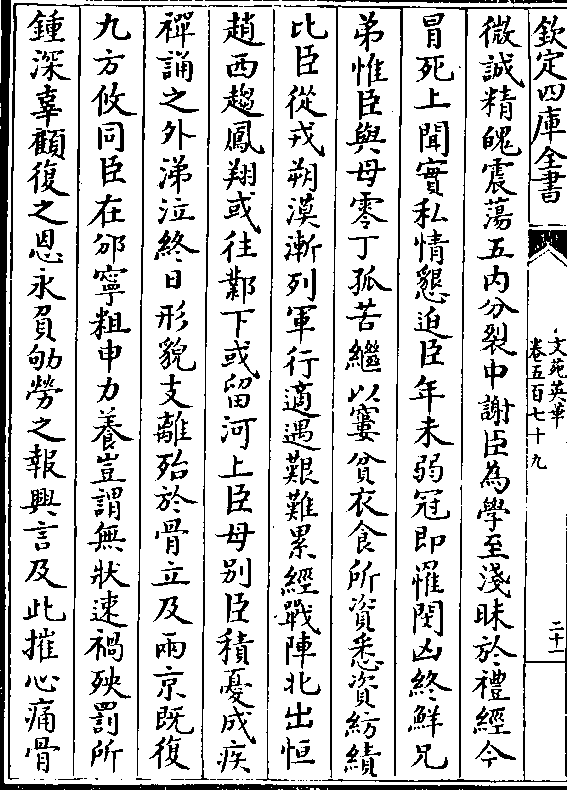 欽定四庫全書
文苑英華
卷五百七十九
二十一
微誠精魄震蕩五内分裂中謝臣為學至淺昧於禮經今
冒死上聞實私情懇迫臣年未弱冠即罹閔凶終鮮兄
弟惟臣與母零丁孤苦繼以窶貧衣食所資悉資紡績
比臣從戎朔漠漸列軍行適遇艱難累經戰陣北出恒
趙西趨鳳翔或往鄴下或留河上臣母别臣積憂成疾
禪誦之外涕泣終日形貌支離殆於骨立及兩京既復
九方攸同臣在邠寧粗申力養豈謂無狀速禍殃罰所
鍾深辜顧復之恩永負劬勞之報興言及此摧心痛骨